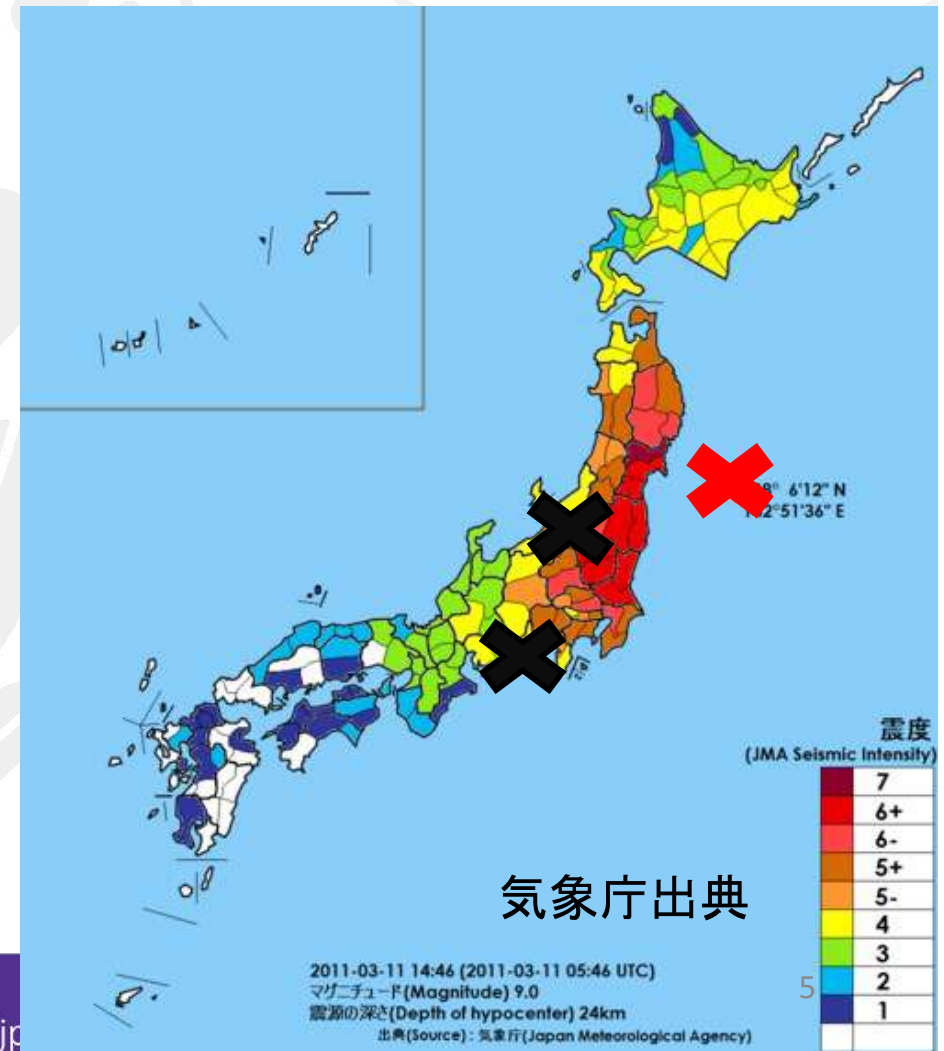 6'12" N
2°51'36" E
震度
(JMA Seismic Intensity)
7
6+
6-
5+
5-
4
3
2
1
気象庁出典
2011-03-11 14:46 (2011-03-11 05:46 UTC)
マグニチュード(Magnitude) 9.0
震源の深さ(Depth of hypocenter) 24km
出典(Source) : 気象庁(Japan Meteorological Agency)
5